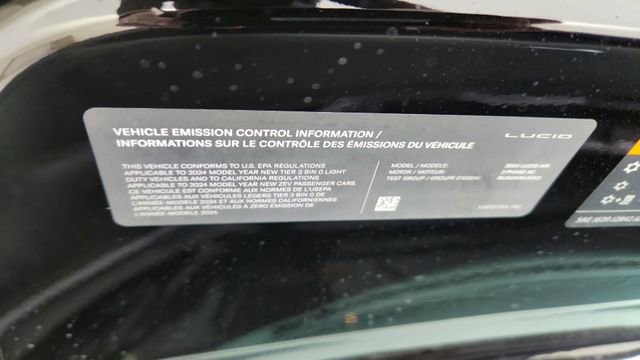 VEHICLE EMISSION CONTROL INFORMATION /
INFORMATIONS SUR LE CONTRÔLE DES ÉMISSIONS DU VÉHICULE
LUCID
THIS VEHICLE CONFORMS TO U.S. EPA REGULATIONS
APPLICABLE TO 2024 MODEL YEAR NEW TIER 3 BIN 0 LIGHT
DUTY VEHICLES AND TO CALIFORNIA REGULATIONS
APPLICABLE TO 2024 MODEL YEAR NEW ZEV PASSENGER CARS.
CE VÉHICULE EST CONFORME AUX NORMES DE L'USEPA
APPLICABLES AUX VÉHICULES LÉGERS TIER 3 BIN 0 DE
L'ANNÉE-MODÈLE 2024 ET AUX NORMES CALIFORNIENNES
APPLICABLES AUX VÉHICULES À ZÉRO ÉMISSION DE
L'ANNÉE-MODÈLE 2024.
MODEL / MODÈLE: 2024 LUCID AIR
MOTOR / MOTEUR: 3 PHASE AC
TEST GROUP / GROUPE D'ESSAI:
SAE